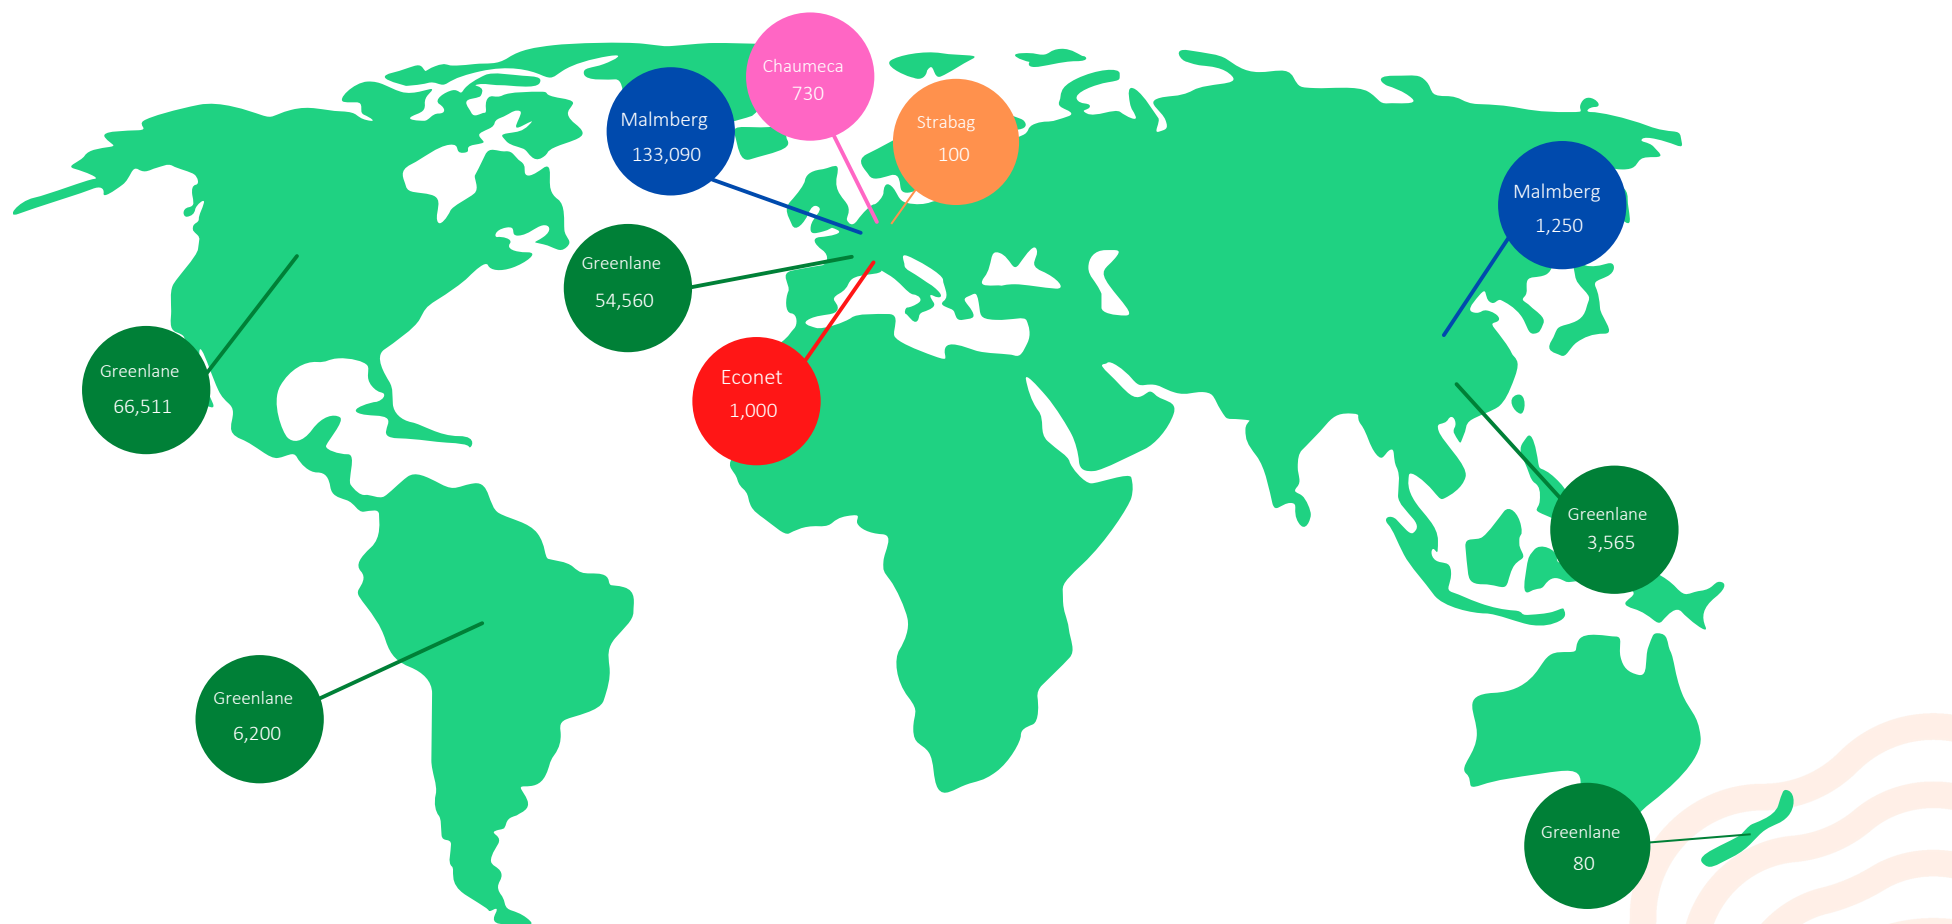 Chaumeca
730
Malmberg
133,090
Strabag
100
Malmberg
1,250
Greenlane
54,560
Greenlane
66,511
Econet
1,000
Greenlane
3,565
Greenlane
6,200
Greenlane
80